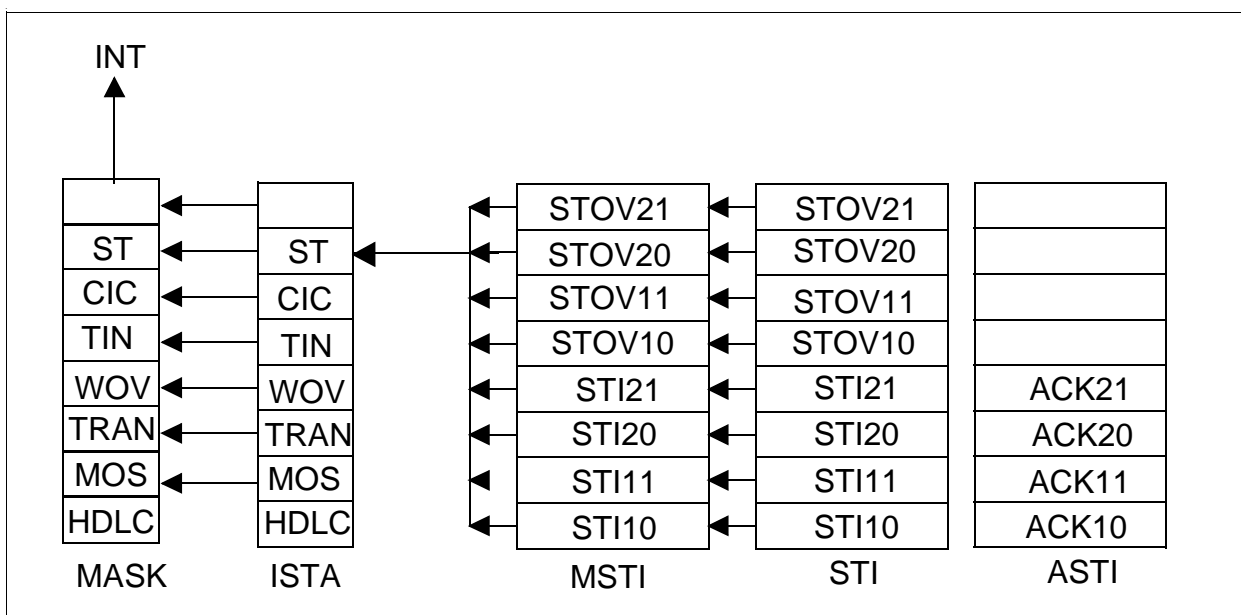 INT
STOV21 STOV21
ST ST STOV20 STOV20
CIC CIC STOV11 STOV11
TIN TIN STOV10 STOV10
WOV WOV STI21 STI21 ACK21
TRAN TRAN STI20 STI20 ACK20
MOS MOS STI11 STI11 ACK11
HDLC HDLC STI10 STI10 ACK10
MASK ISTA MSTI STI ASTI